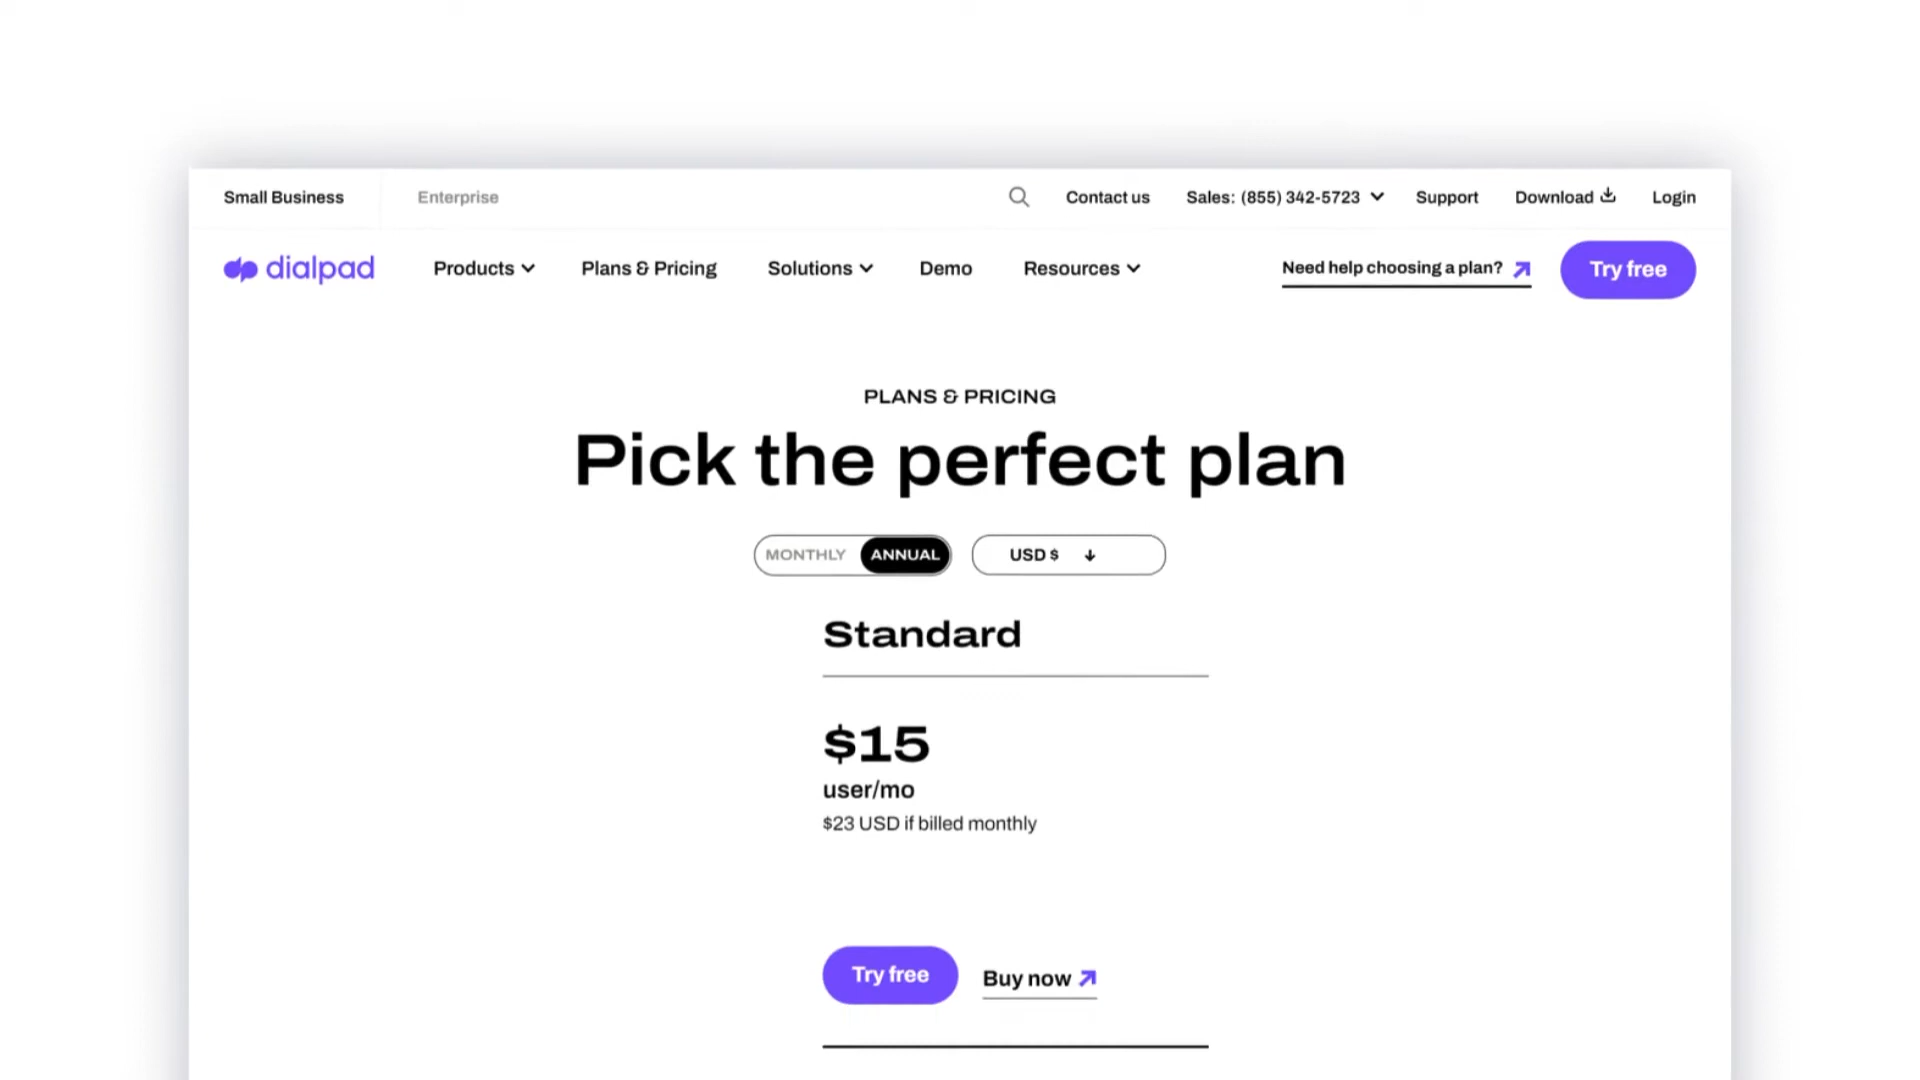 Small Business Enterprise Contact us Sales: (855) 342-5723 Support Download Login
dialpad Products Plans & Pricing Solutions Demo Resources Need help choosing a plan? Try free
PLANS & PRICING
Pick the perfect plan
MONTHLY ANNUAL USD $
Standard
$15
user/mo
$23 USD if billed monthly
Try free Buy now